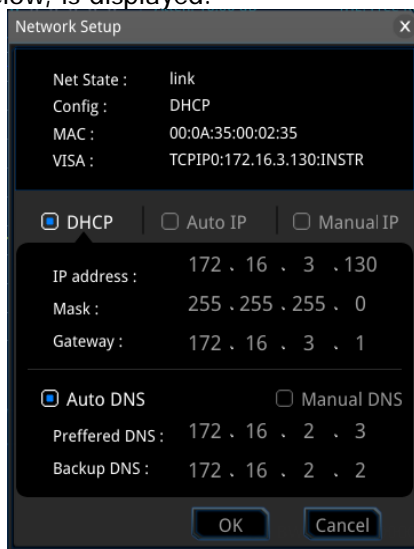 low, is displayed.
Network Setup X
Net State : link
Config : DHCP
MAC : 00:0A:35:00:02:35
VISA : TCPIP0:172.16.3.130:INSTR
DHCP Auto IP Manual IP
IP address : 172 . 16 . 3 . 130
Mask : 255 . 255 . 255 . 0
Gateway : 172 . 16 . 3 . 1
Auto DNS Manual DNS
Preffered DNS : 172 . 16 . 2 . 3
Backup DNS : 172 . 16 . 2 . 2
OK Cancel